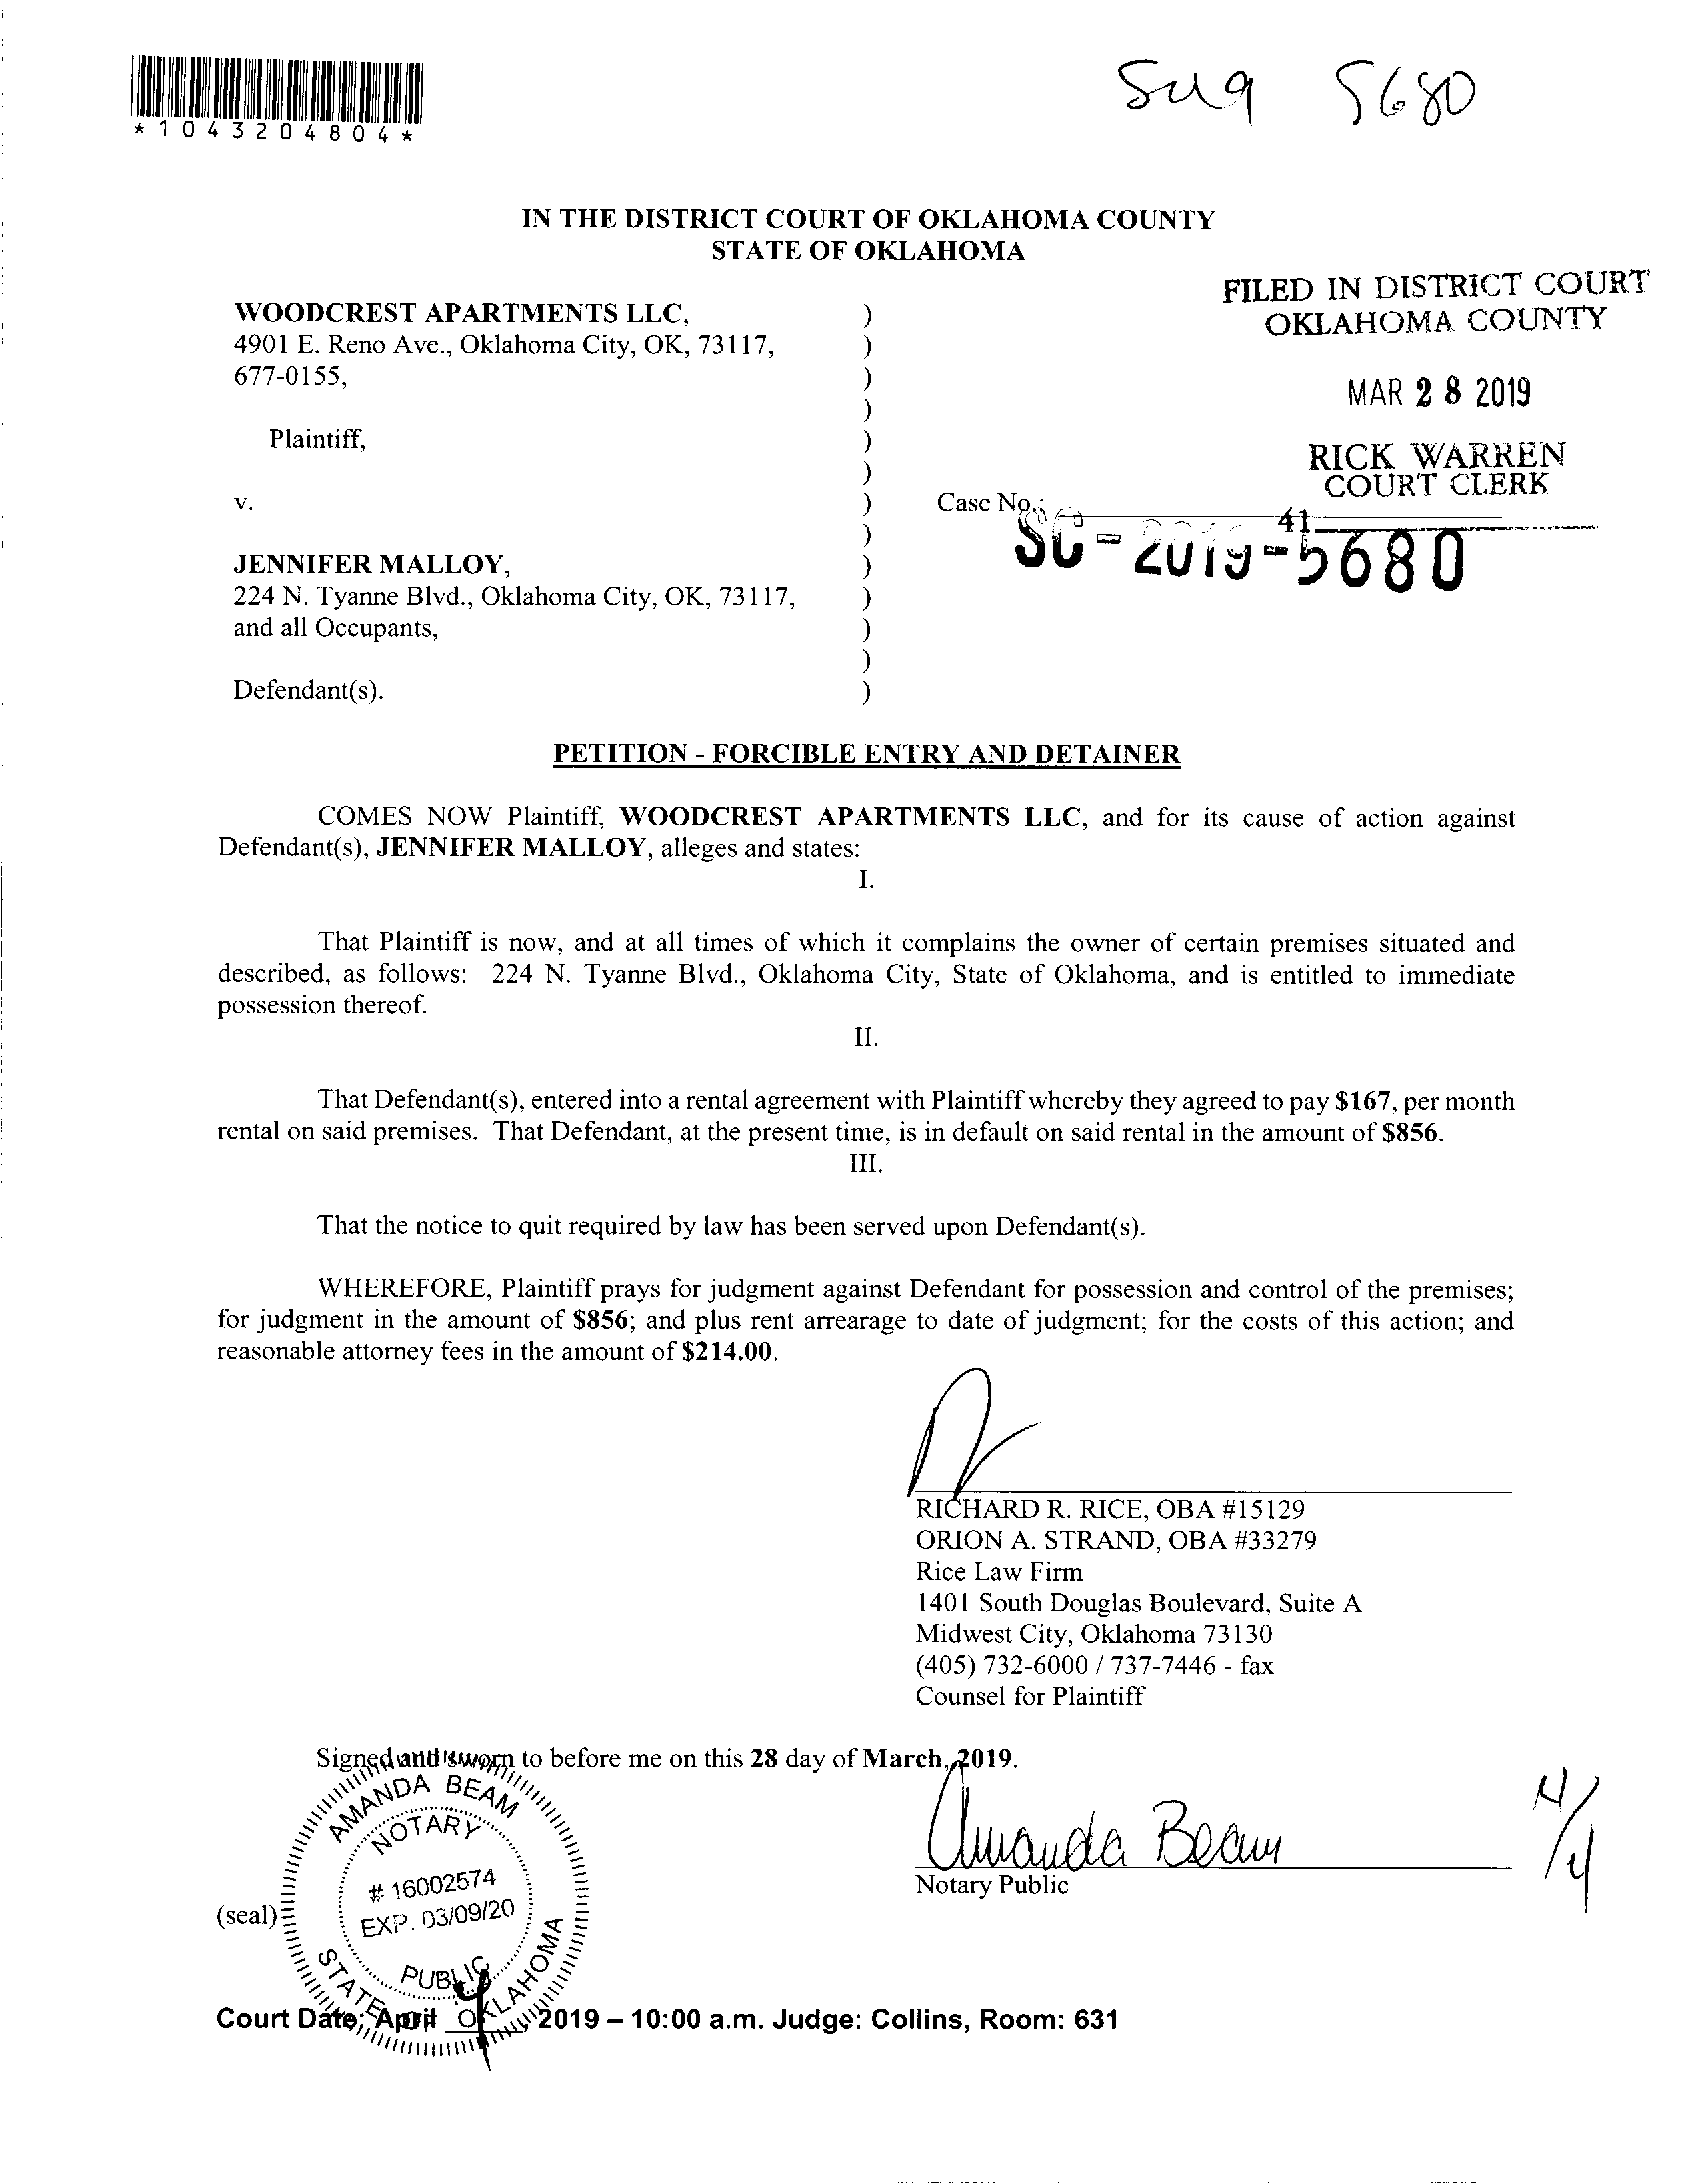 *1043204804*
5680
IN THE DISTRICT COURT OF OKLAHOMA COUNTY
STATE OF OKLAHOMA
FILED IN DISTRICT COURT
OKLAHOMA COUNTY
MAR 28 2019
RICK WARREN
COURT CLERK
41
WOODCREST APARTMENTS LLC,
4901 E. Reno Ave., Oklahoma City, OK, 73117,
677-0155,
Plaintiff,
v.
Case No.:
SC-2019-5680
JENNIFER MALLOY,
224 N. Tyanne Blvd., Oklahoma City, OK, 73117,
and all Occupants,
Defendant(s).
)
)
)
)
)
)
)
)
)
)
)
)
)
PETITION - FORCIBLE ENTRY AND DETAINER
COMES NOW Plaintiff, WOODCREST APARTMENTS LLC, and for its cause of action against
Defendant(s), JENNIFER MALLOY, alleges and states:
I.
That Plaintiff is now, and at all times of which it complains the owner of certain premises situated and
described, as follows: 224 N. Tyanne Blvd., Oklahoma City, State of Oklahoma, and is entitled to immediate
possession thereof.
II.
That Defendant(s), entered into a rental agreement with Plaintiff whereby they agreed to pay $167, per month
rental on said premises. That Defendant, at the present time, is in default on said rental in the amount of $856.
III.
That the notice to quit required by law has been served upon Defendant(s).
WHEREFORE, Plaintiff prays for judgment against Defendant for possession and control of the premises;
for judgment in the amount of $856; and plus rent arrearage to date of judgment; for the costs of this action; and
reasonable attorney fees in the amount of $214.00.
RICHARD R. RICE, OBA #15129
ORION A. STRAND, OBA #33279
Rice Law Firm
1401 South Douglas Boulevard, Suite A
Midwest City, Oklahoma 73130
(405) 732-6000 / 737-7446 - fax
Counsel for Plaintiff
Signed and sworn to before me on this 28 day of March, 2019.
Amanda Beam
Notary Public
4/4
(seal)
AMANDA BEAM
NOTARY
# 16002574
EXP. 03/09/20
PUBLIC
STATE OF OKLAHOMA
Court Date: April 4 2019 – 10:00 a.m. Judge: Collins, Room: 631